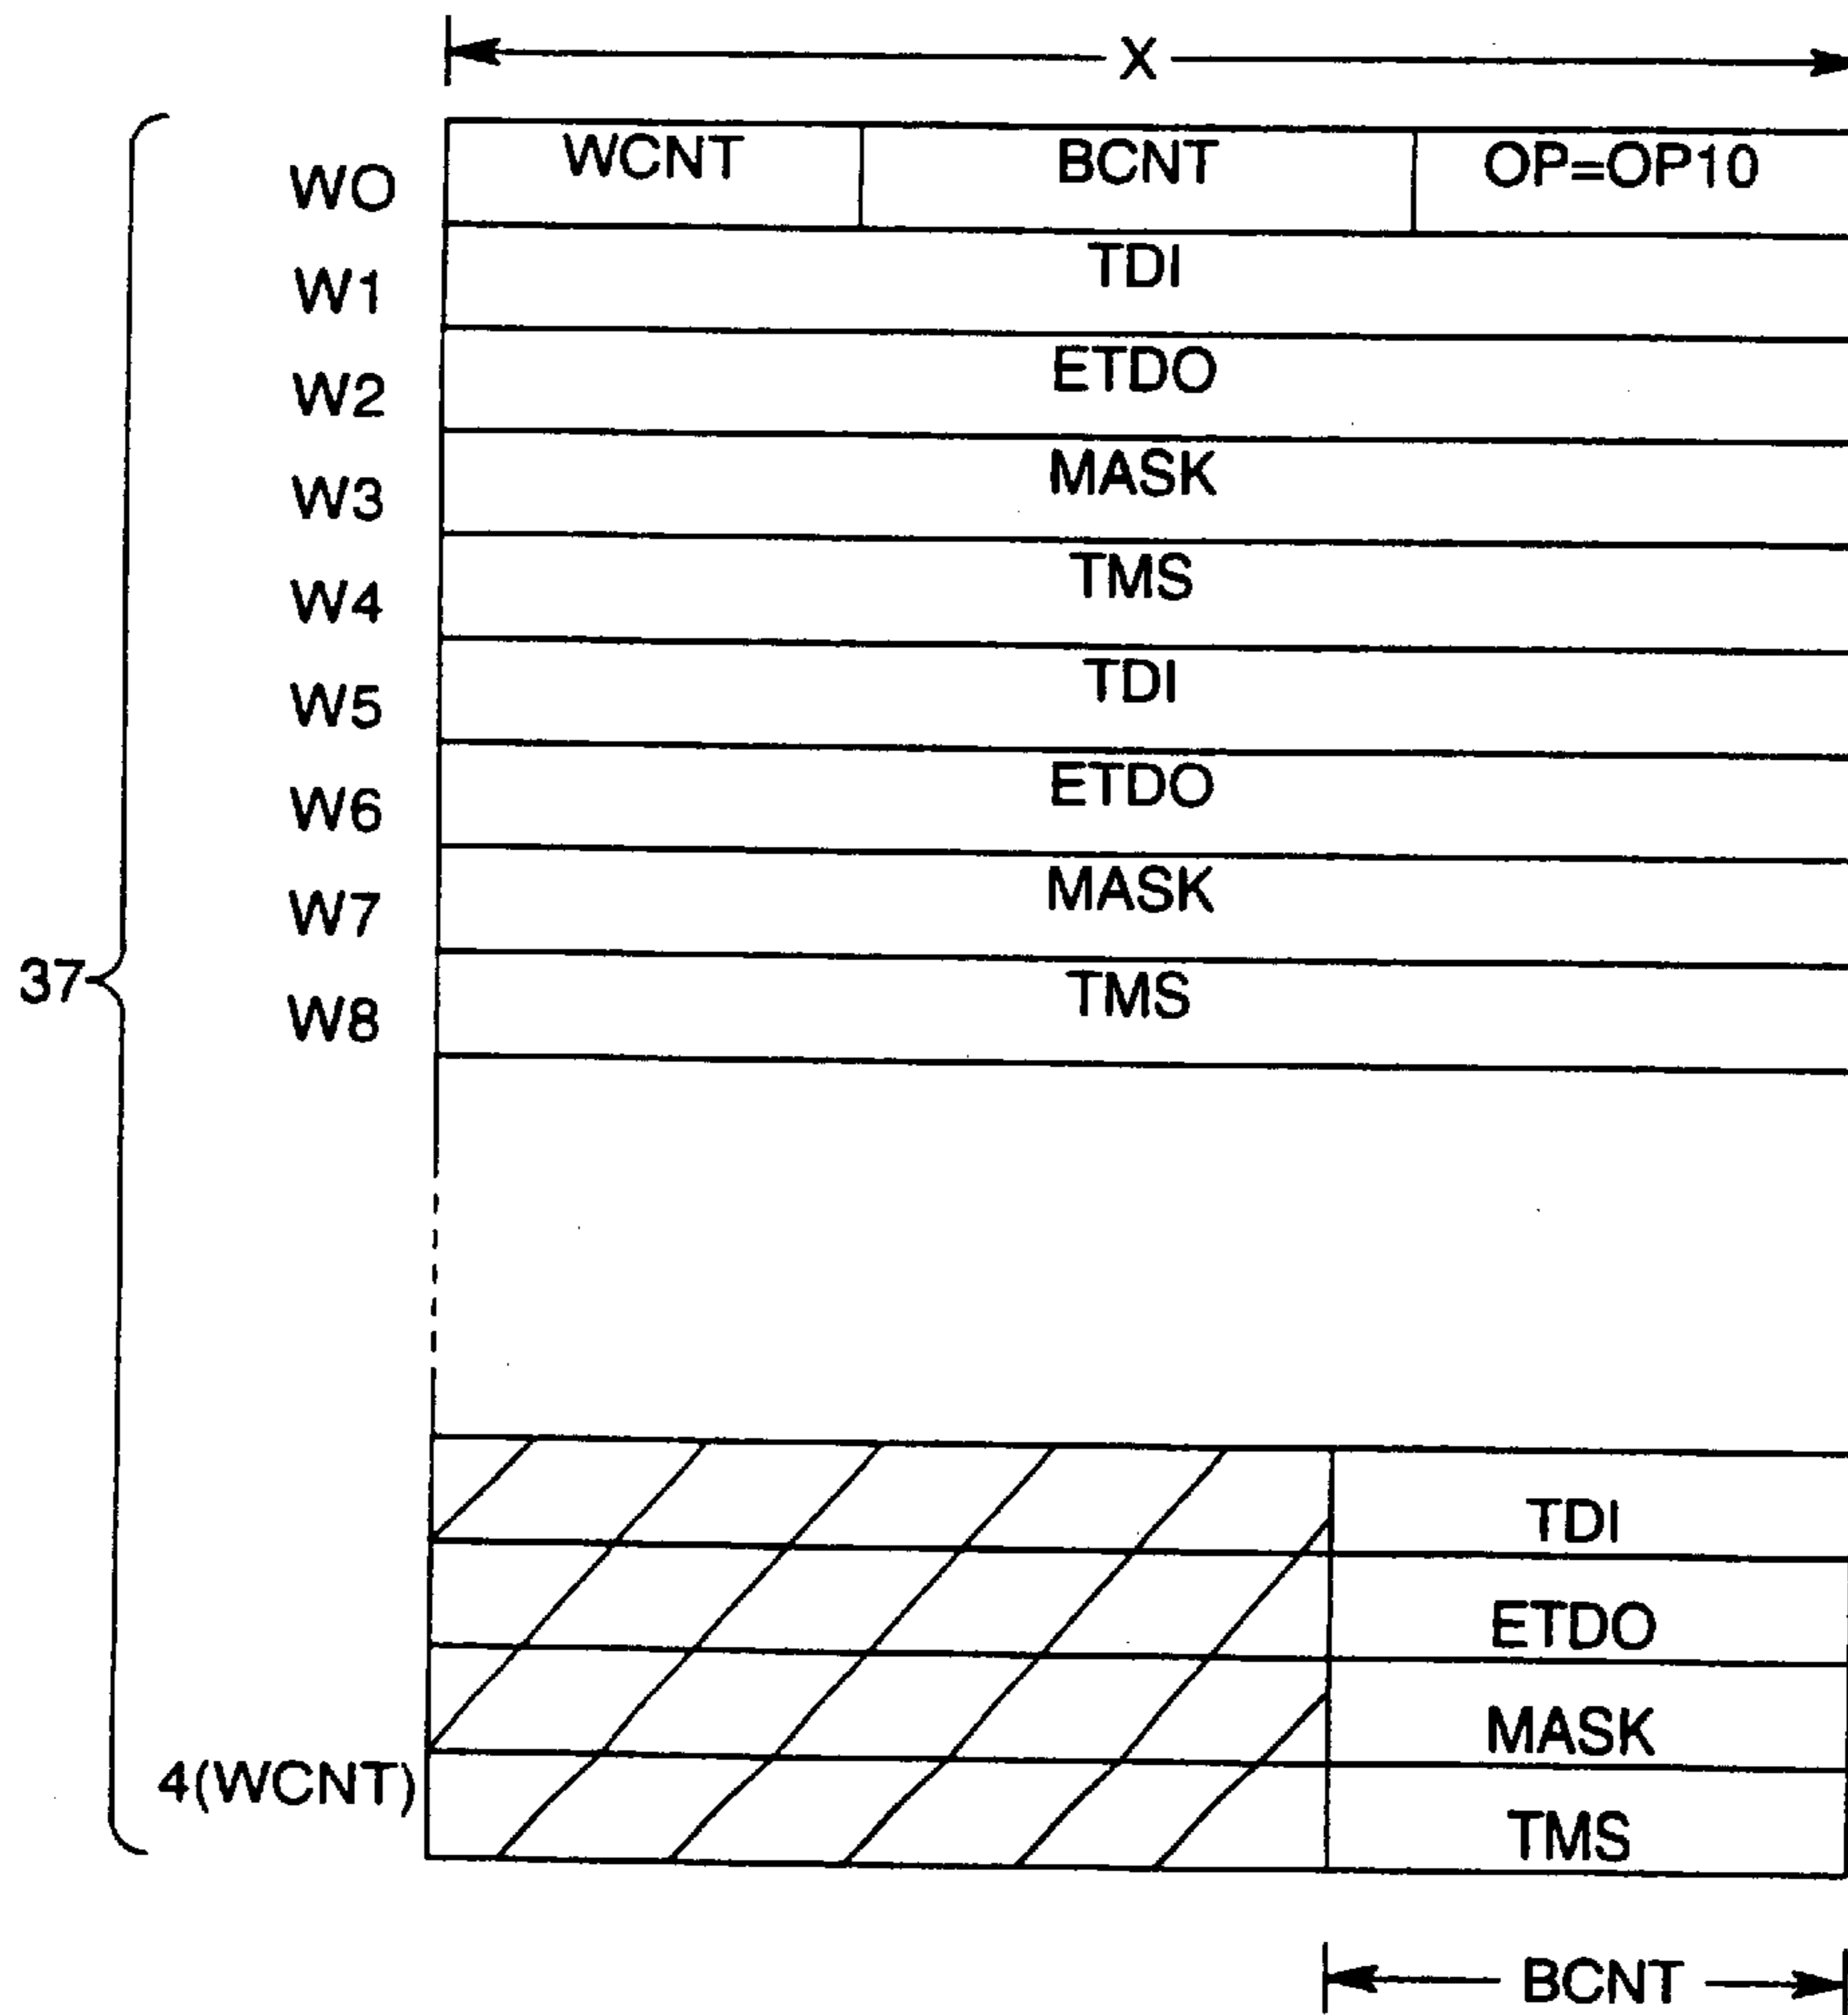 X
WO WCNT BCNT OP=OP10
W1 TDI
W2 ETDO
W3 MASK
W4 TMS
W5 TDI
W6 ETDO
W7 MASK
37
W8 TMS
TDI
ETDO
MASK
4(WCNT) TMS
BCNT